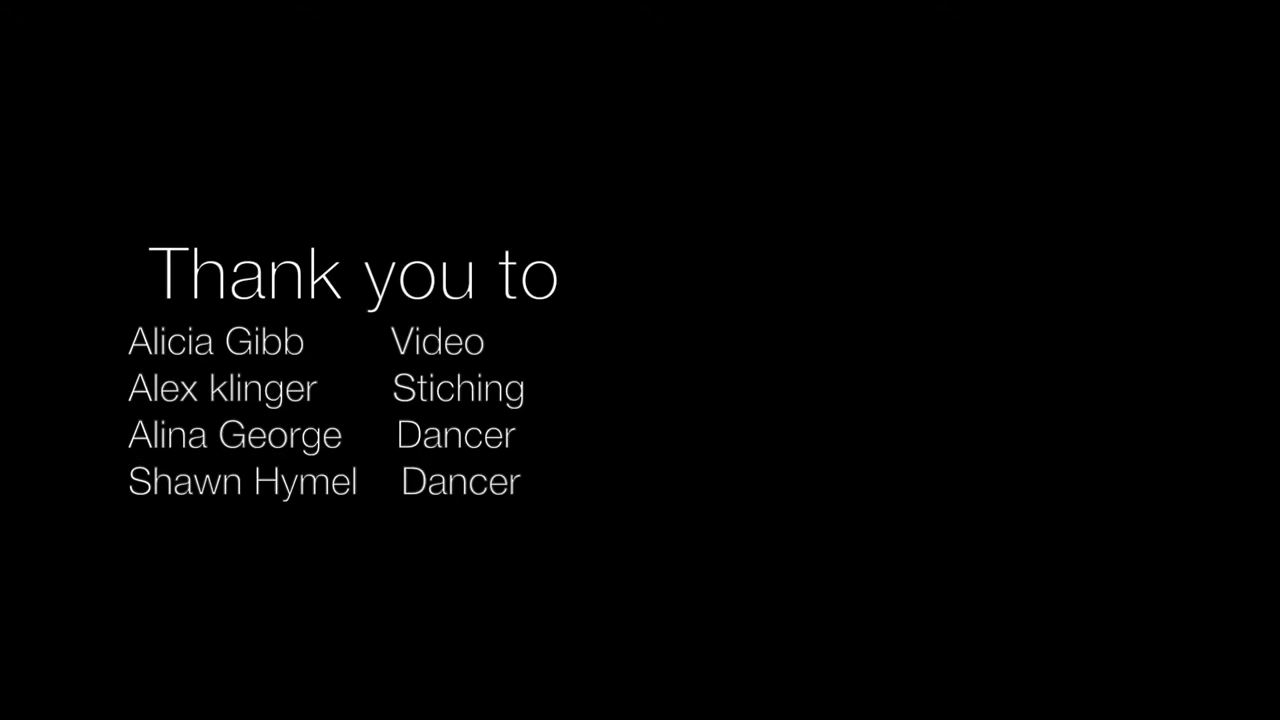 Thank you to
Alicia Gibb Video
Alex klinger Stiching
Alina George Dancer
Shawn Hymel Dancer